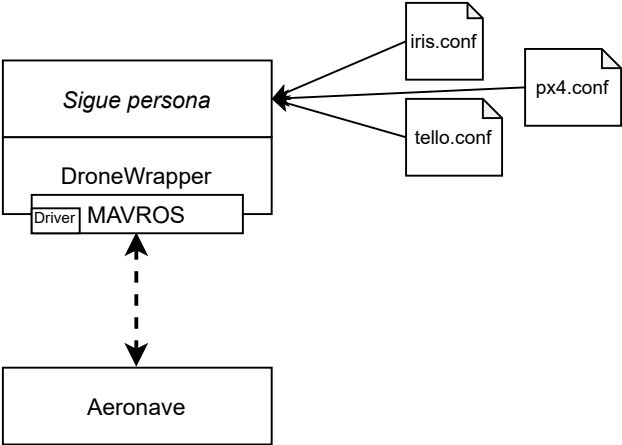 iris.conf
px4.conf
Sigue persona
tello.conf
DroneWrapper
Driver
MAVROS
Aeronave